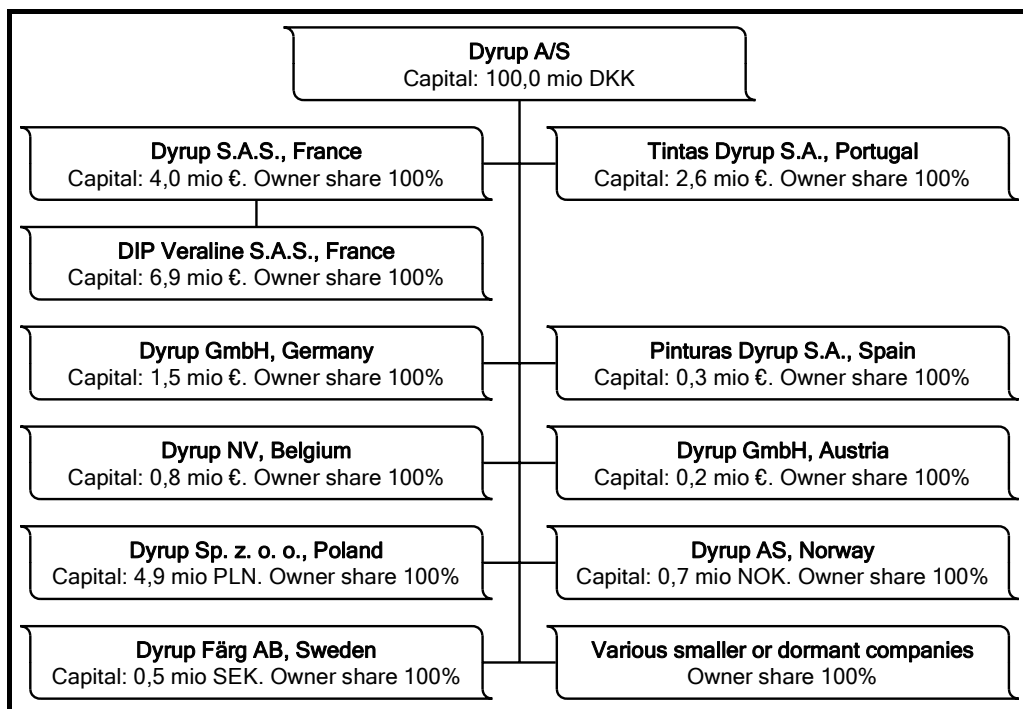 Dyrup A/S
Capital: 100,0 mio DKK
Dyrup S.A.S., France
Capital: 4,0 mio €. Owner share 100%
Tintas Dyrup S.A., Portugal
Capital: 2,6 mio €. Owner share 100%
DIP Veraline S.A.S., France
Capital: 6,9 mio €. Owner share 100%
Dyrup GmbH, Germany
Capital: 1,5 mio €. Owner share 100%
Pinturas Dyrup S.A., Spain
Capital: 0,3 mio €. Owner share 100%
Dyrup NV, Belgium
Capital: 0,8 mio €. Owner share 100%
Dyrup GmbH, Austria
Capital: 0,2 mio €. Owner share 100%
Dyrup Sp. z. o. o., Poland
Capital: 4,9 mio PLN. Owner share 100%
Dyrup AS, Norway
Capital: 0,7 mio NOK. Owner share 100%
Dyrup Färg AB, Sweden
Capital: 0,5 mio SEK. Owner share 100%
Various smaller or dormant companies
Owner share 100%